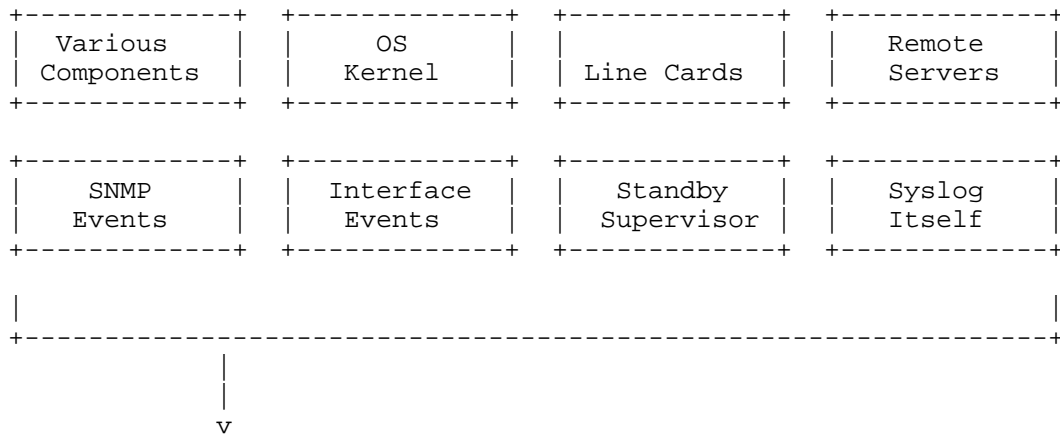 +-------------+  +-------------+  +-------------+  +-------------+
|   Various    |  |     OS      |  |             |  |   Remote    |
|  Components  |  |   Kernel    |  | Line Cards  |  |   Servers   |
+-------------+  +-------------+  +-------------+  +-------------+
+-------------+  +-------------+  +-------------+  +-------------+
|    SNMP     |  |  Interface  |  |   Standby   |  |   Syslog    |
|   Events    |  |   Events    |  |  Supervisor |  |   Itself    |
+-------------+  +-------------+  +-------------+  +-------------+
|                                                                |
+----------------------------------------------------------------+
             |
             |
             v